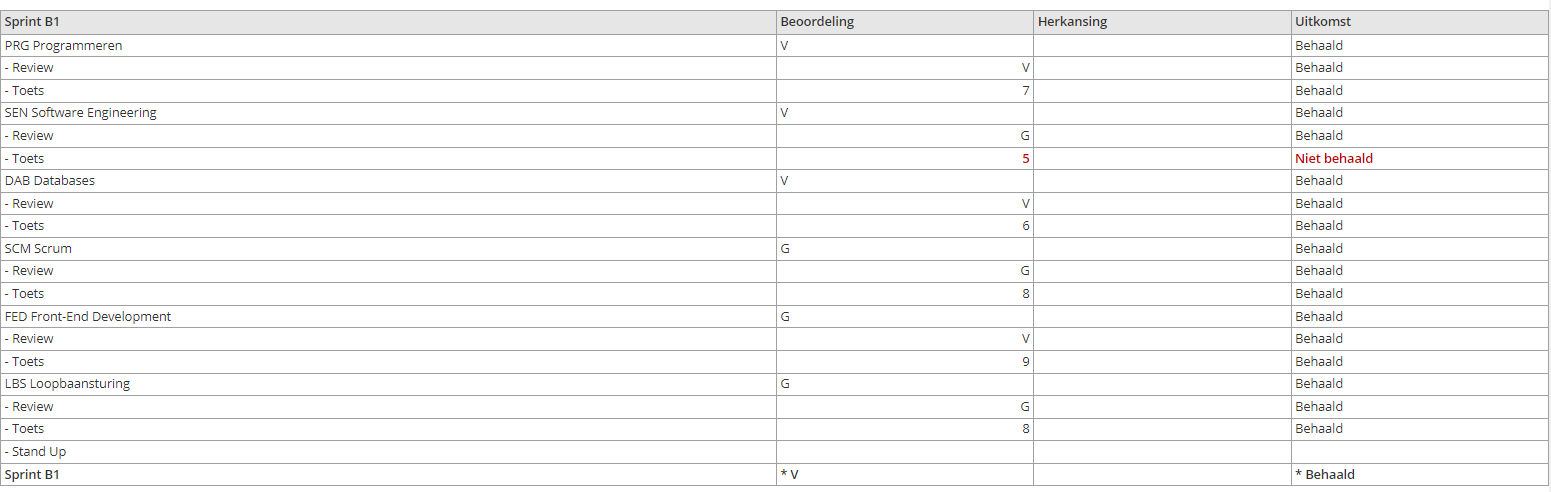 Sprint B1 Beoordeling Herkansing Uitkomst
PRG Programmeren V Behaald
- Review V Behaald
- Toets 7 Behaald
SEN Software Engineering V Behaald
- Review G Behaald
- Toets 5 Niet behaald
DAB Databases V Behaald
- Review V Behaald
- Toets 6 Behaald
SCM Scrum G Behaald
- Review G Behaald
- Toets 8 Behaald
FED Front-End Development G Behaald
- Review V Behaald
- Toets 9 Behaald
LBS Loopbaansturing G Behaald
- Review G Behaald
- Toets 8 Behaald
- Stand Up
Sprint B1 * V * Behaald